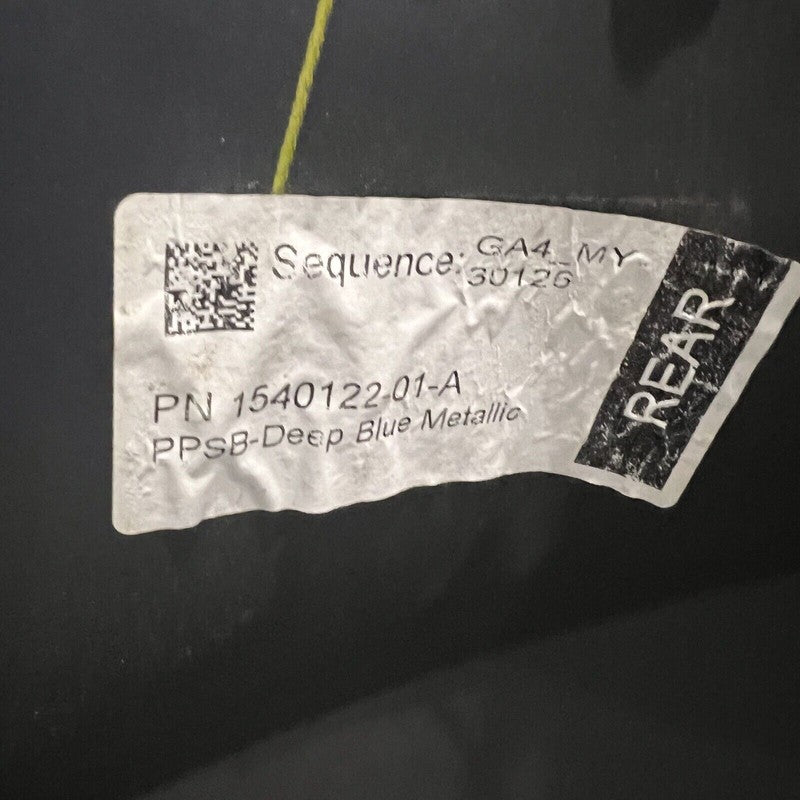 Sequence: GA4_MY
30126
PN 1540122-01-A
PPSB-Deep Blue Metallic
REAR